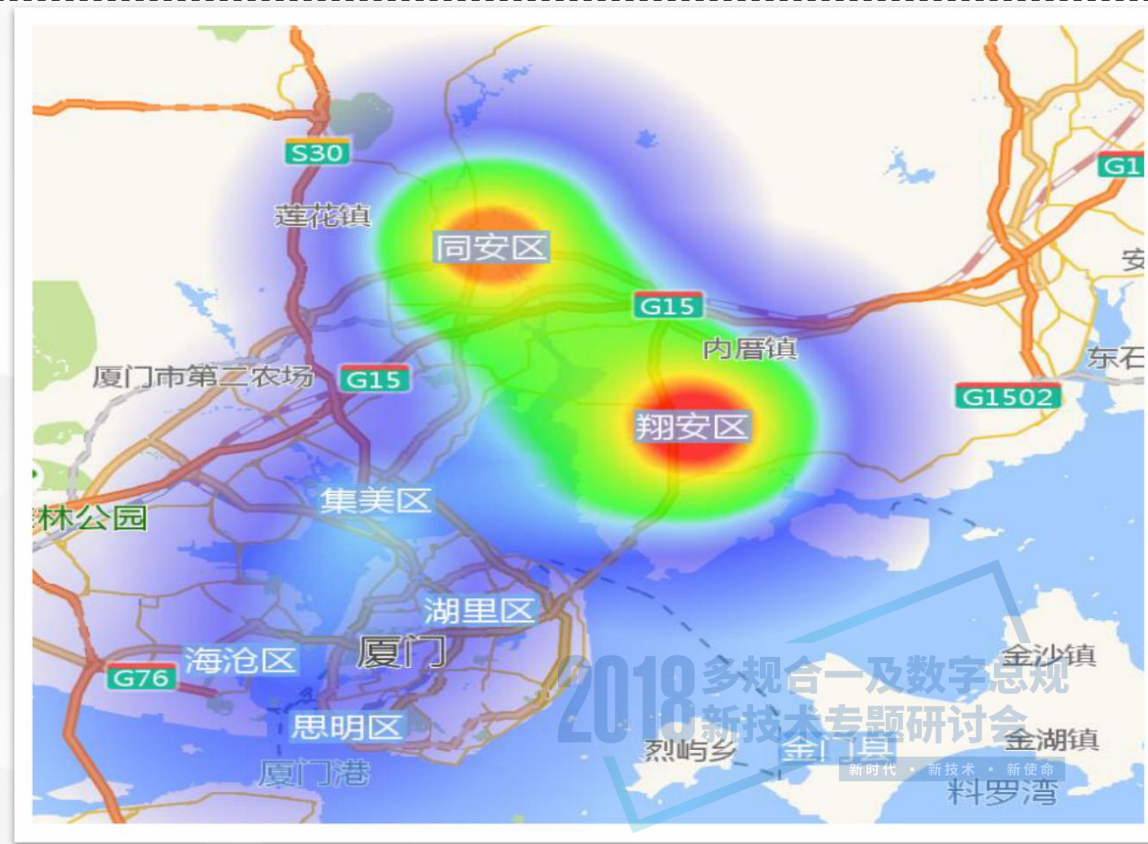 S30
G1
莲花镇
同安区
安
G15
内厝镇
东石
厦门市第二农场
G15
G1502
翔安区
集美区
林公园
湖里区
厦门
金沙镇
海沧区
G76
2018多规合一及数字总规
新技术专题研讨会
思明区
烈屿乡
金门县
金湖镇
新时代 · 新技术 · 新使命
厦门港
料罗湾